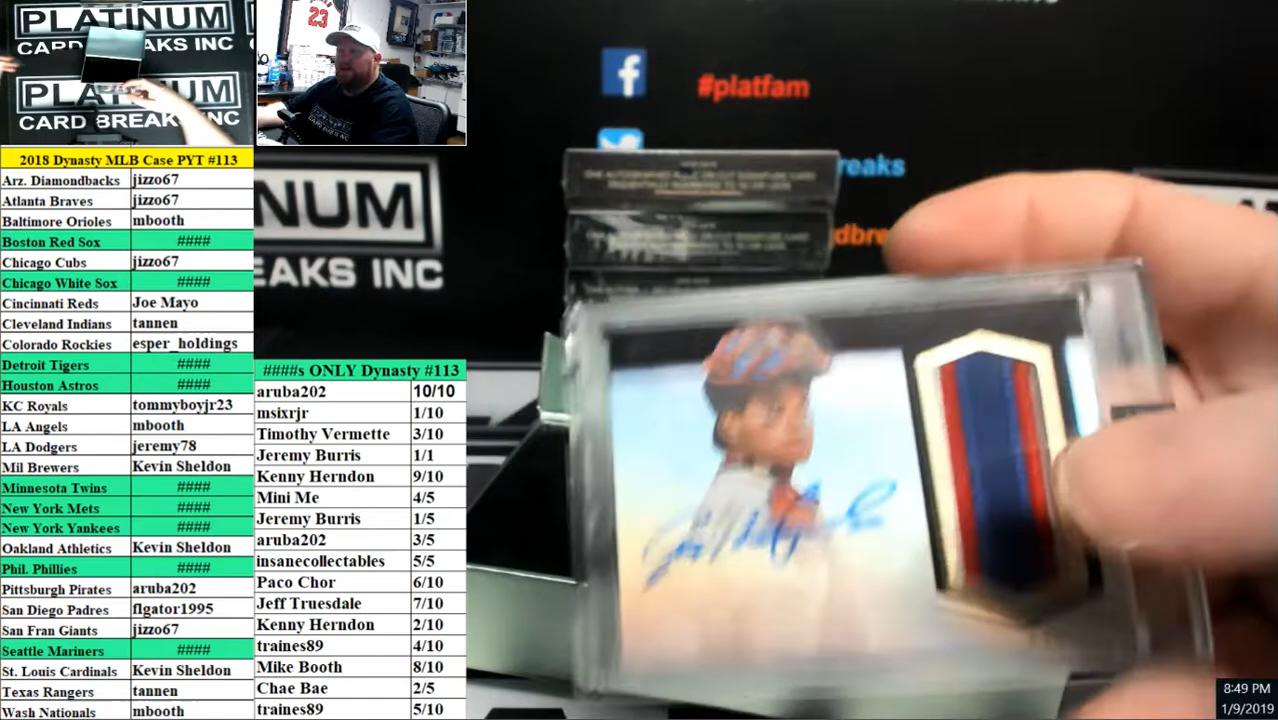 PLATINUM
CARD BREAKS INC
PLATINUM
CARD BREAKS INC
23
#platfam
reaks
dbre
NUM
EAKS INC
2018 Dynasty MLB Case PYT #113
Arz. Diamondbacks jizzo67
Atlanta Braves jizzo67
Baltimore Orioles mbooth
Boston Red Sox ####
Chicago Cubs jizzo67
Chicago White Sox ####
Cincinnati Reds Joe Mayo
Cleveland Indians tannen
Colorado Rockies esper_holdings
Detroit Tigers ####
Houston Astros ####
KC Royals tommyboyjr23
LA Angels mbooth
LA Dodgers jeremy78
Mil Brewers Kevin Sheldon
Minnesota Twins ####
New York Mets ####
New York Yankees ####
Oakland Athletics Kevin Sheldon
Phil. Phillies ####
Pittsburgh Pirates aruba202
San Diego Padres flgator1995
San Fran Giants jizzo67
Seattle Mariners ####
St. Louis Cardinals Kevin Sheldon
Texas Rangers tannen
Wash Nationals mbooth
####s ONLY Dynasty #113
aruba202 10/10
msixrjr 1/10
Timothy Vermette 3/10
Jeremy Burris 1/1
Kenny Herndon 9/10
Mini Me 4/5
Jeremy Burris 1/5
aruba202 3/5
insanecollectables 5/5
Paco Chor 6/10
Jeff Truesdale 7/10
Kenny Herndon 2/10
traines89 4/10
Mike Booth 8/10
Chae Bae 2/5
traines89 5/10
8:49 PM
1/9/2019